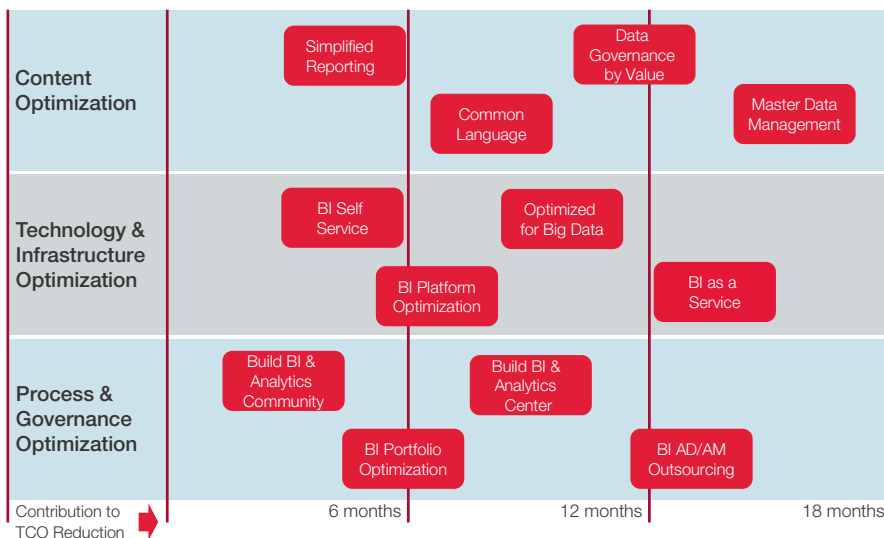 Content
Optimization
Simplified
Reporting
Common
Language
Data
Governance
by Value
Master Data
Management
Technology &
Infrastructure
Optimization
BI Self
Service
BI Platform
Optimization
Optimized
for Big Data
BI as a
Service
Process &
Governance
Optimization
Build BI &
Analytics
Community
BI Portfolio
Optimization
Build BI &
Analytics
Center
BI AD/AM
Outsourcing
Contribution to
TCO Reduction
6 months
12 months
18 months